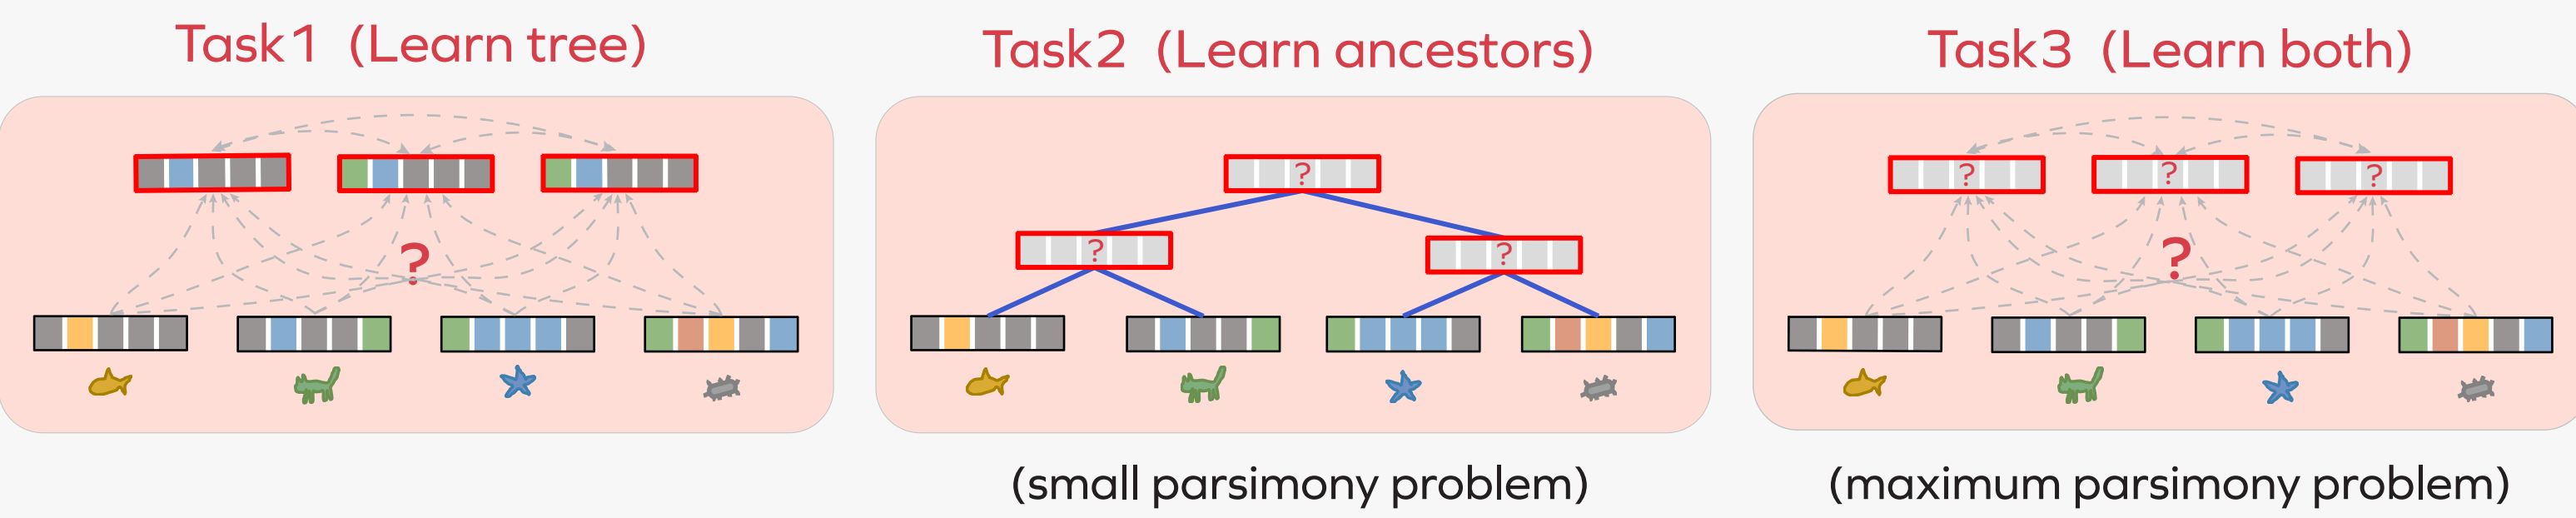 Task1 (Learn tree)
?
Task2 (Learn ancestors)
?
? ?
(small parsimony problem)
Task3 (Learn both)
? ? ?
?
(maximum parsimony problem)